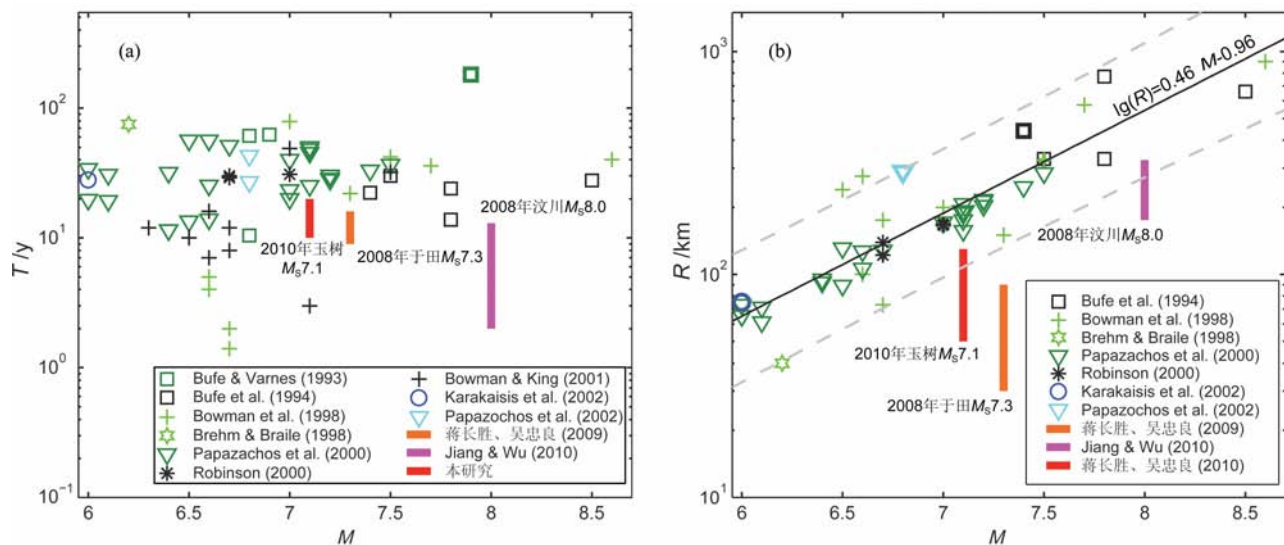 (a)
10²
10¹
10⁰
10⁻¹
T /y
6
6.5
7
7.5
8
8.5
M
2010年玉树
Mₛ7.1
2008年于田Mₛ7.3
2008年汶川Mₛ8.0
Bufe & Varnes (1993)
Bufe et al. (1994)
Bowman et al. (1998)
Brehm & Braile (1998)
Papazachos et al. (2000)
Robinson (2000)
Bowman & King (2001)
Karakaisis et al. (2002)
Papazochos et al. (2002)
蒋长胜、吴忠良 (2009)
Jiang & Wu (2010)
本研究
(b)
10³
10²
10¹
R /km
6
6.5
7
7.5
8
8.5
M
lg(R)=0.46 M-0.96
2008年汶川Mₛ8.0
2010年玉树Mₛ7.1
2008年于田Mₛ7.3
Bufe et al. (1994)
Bowman et al. (1998)
Brehm & Braile (1998)
Papazachos et al. (2000)
Robinson (2000)
Karakaisis et al. (2002)
Papazochos et al. (2002)
蒋长胜、吴忠良 (2009)
Jiang & Wu (2010)
蒋长胜、吴忠良 (2010)